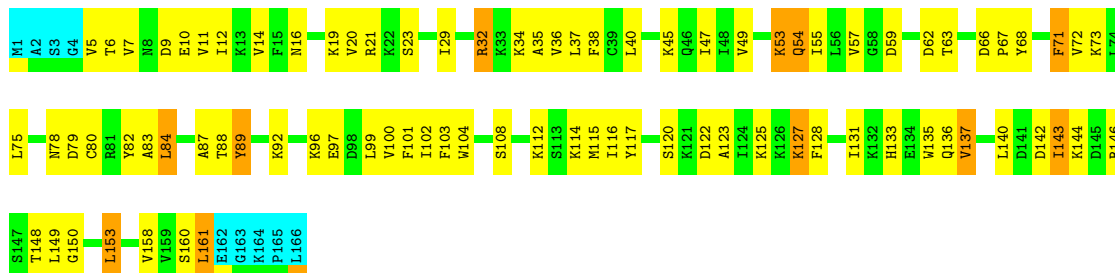 M1 A2 S3 G4 V5 T6 V7 N8 D9 E10 V11 I12 K13 V14 F15 N16 K19 V20 R21 K22 S23 I29 R32 K33 K34 A35 V36 L37 F38 C39 L40 K45 Q46 I47 I48 V49 K53 Q54 I55 L56 V57 G58 D59 D62 T63 D66 P67 Y68 F71 V72 K73 L74
L75 N78 D79 C80 R81 Y82 A83 L84 A87 T88 Y89 K92 K96 E97 D98 L99 V100 F101 I102 F103 W104 S108 K112 S113 K114 M115 I116 Y117 S120 K121 D122 A123 I124 K125 K126 K127 F128 I131 K132 H133 E134 W135 Q136 V137 L140 D141 D142 I143 K144 D145
S147 T148 L149 G150 L153 V158 V159 S160 L161 E162 G163 K164 P165 L166